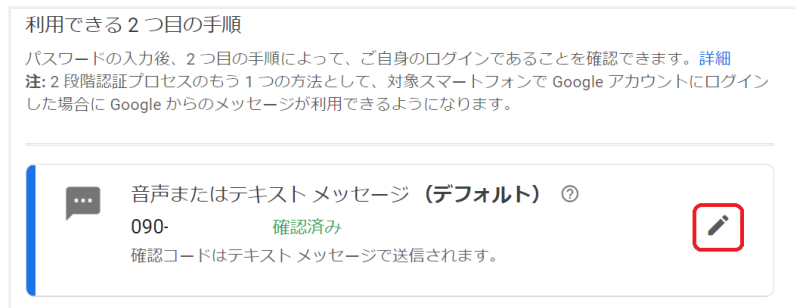 利用できる 2 つ目の手順
パスワードの入力後、2 つ目の手順によって、ご自身のログインであることを確認できます。詳細
注: 2 段階認証プロセスのもう 1 つの方法として、対象スマートフォンで Google アカウントにログイン
した場合に Google からのメッセージが利用できるようになります。
音声またはテキスト メッセージ（デフォルト） ?
090- 確認済み
確認コードはテキスト メッセージで送信されます。